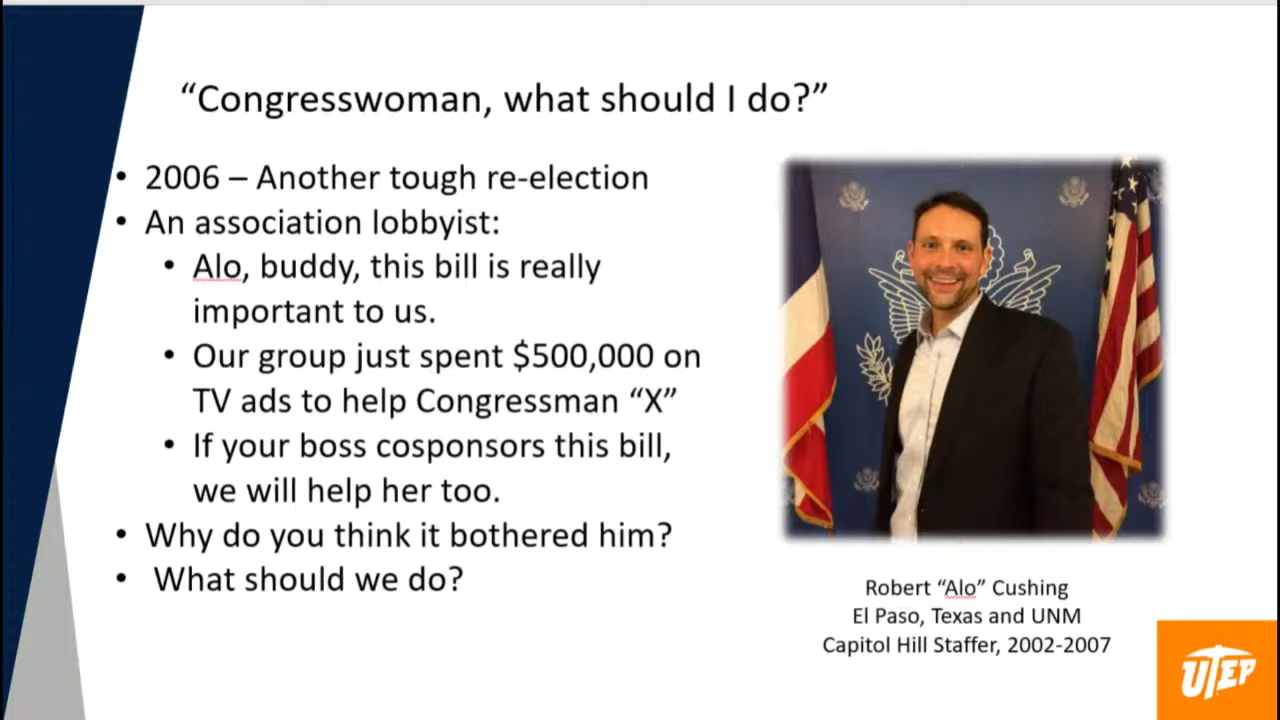 “Congresswoman, what should I do?”
• 2006 – Another tough re-election
• An association lobbyist:
• Alo, buddy, this bill is really
important to us.
• Our group just spent $500,000 on
TV ads to help Congressman “X”
• If your boss cosponsors this bill,
we will help her too.
• Why do you think it bothered him?
• What should we do?
Robert “Alo” Cushing
El Paso, Texas and UNM
Capitol Hill Staffer, 2002-2007
UTEP